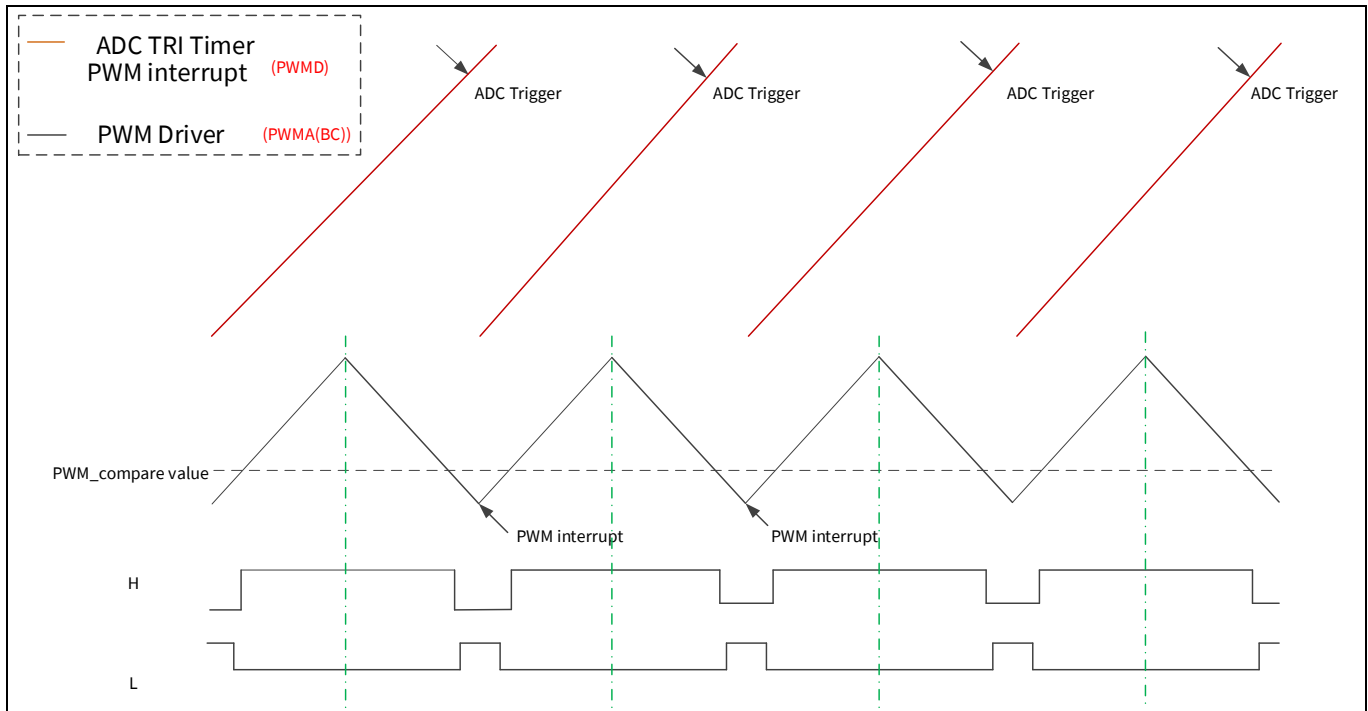 ADC TRI Timer
PWM interrupt (PWMD)
PWM Driver (PWMA(BC))
ADC Trigger
ADC Trigger
ADC Trigger
ADC Trigger
PWM_compare value
PWM interrupt
PWM interrupt
H
L